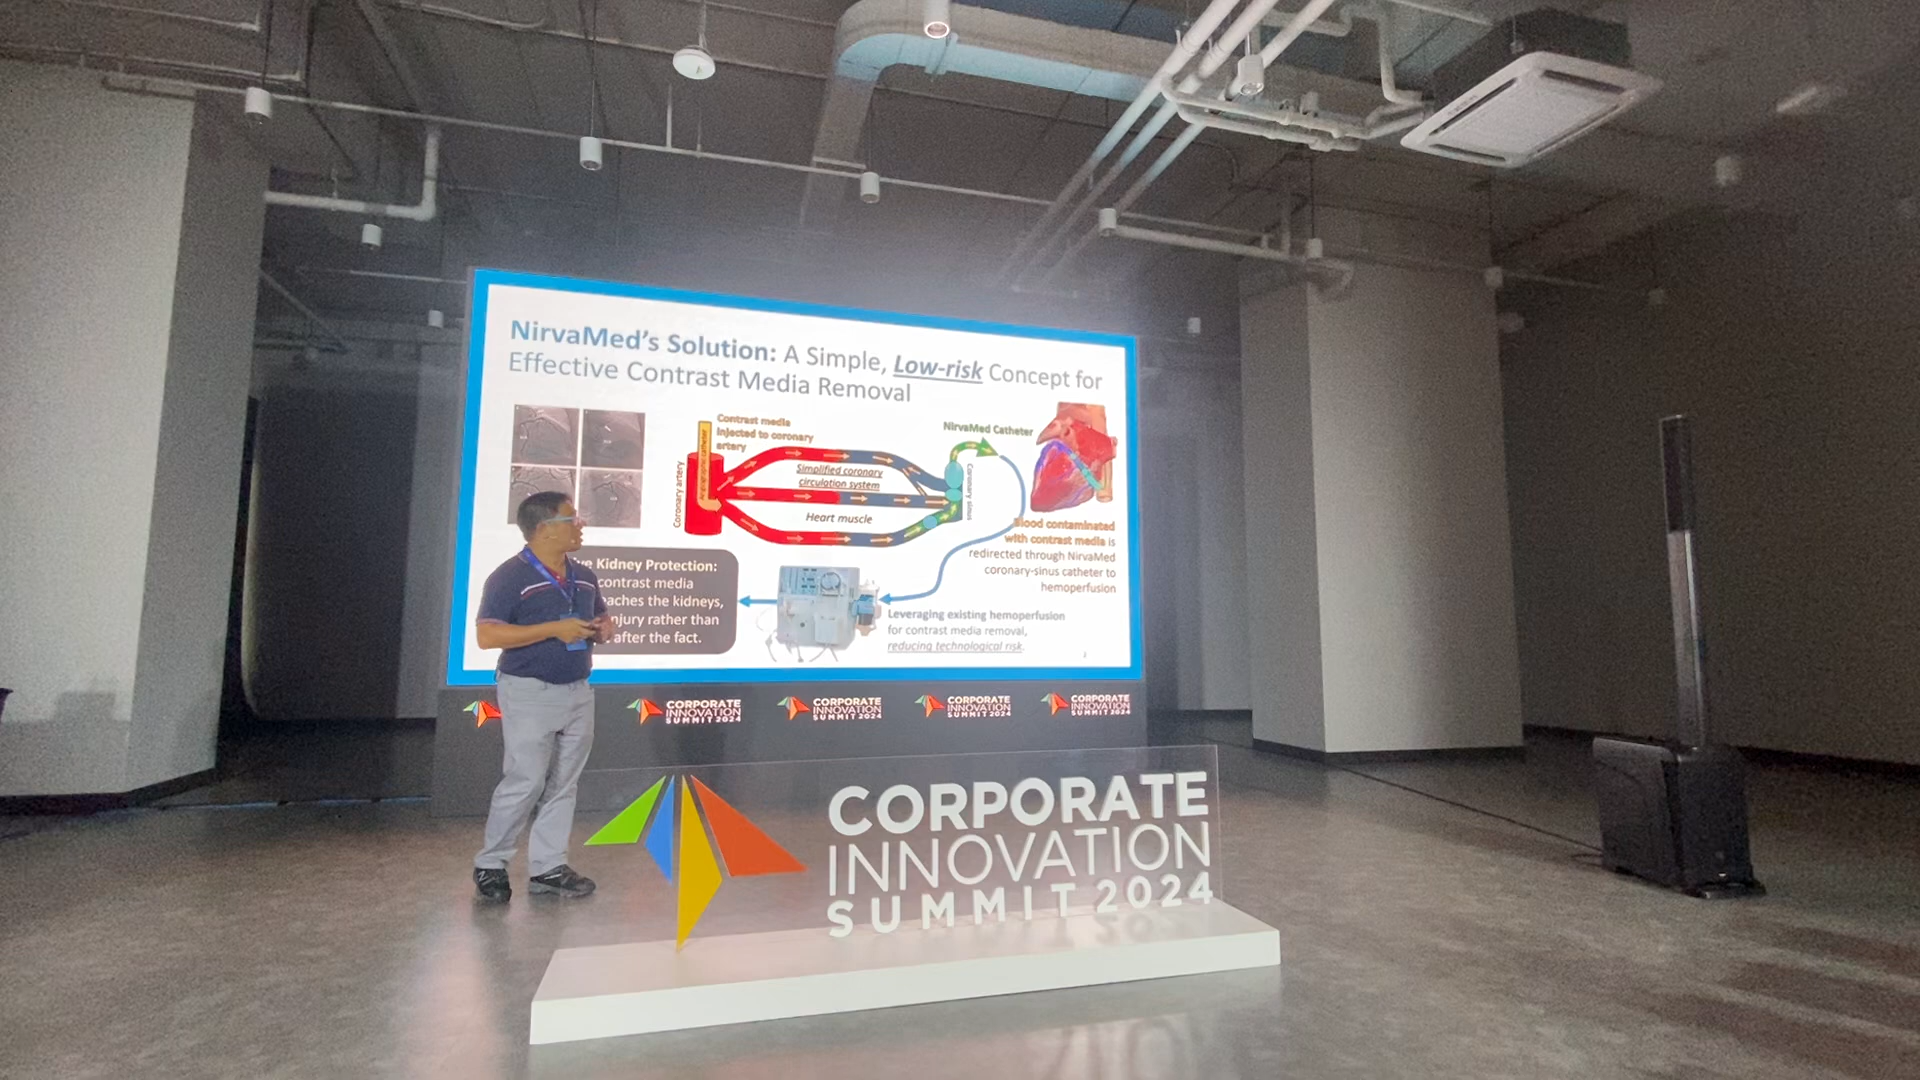 NirvaMed's Solution: A Simple, Low-risk Concept for
Effective Contrast Media Removal
Contrast media
injected to coronary
artery
Angiographic catheter
Coronary artery
Simplified coronary
circulation system
Heart muscle
NirvaMed Catheter
Coronary sinus
Blood contaminated
with contrast media is
redirected through NirvaMed
coronary-sinus catheter to
hemoperfusion
Leveraging existing hemoperfusion
for contrast media removal,
reducing technological risk.
ve Kidney Protection:
contrast media
eaches the kidneys,
njury rather than
after the fact.
CORPORATE
INNOVATION
SUMMIT 2024
CORPORATE
INNOVATION
SUMMIT 2024
CORPORATE
INNOVATION
SUMMIT 2024
CORPORATE
INNOVATION
SUMMIT 2024
CORPORATE
INNOVATION
SUMMIT 2024